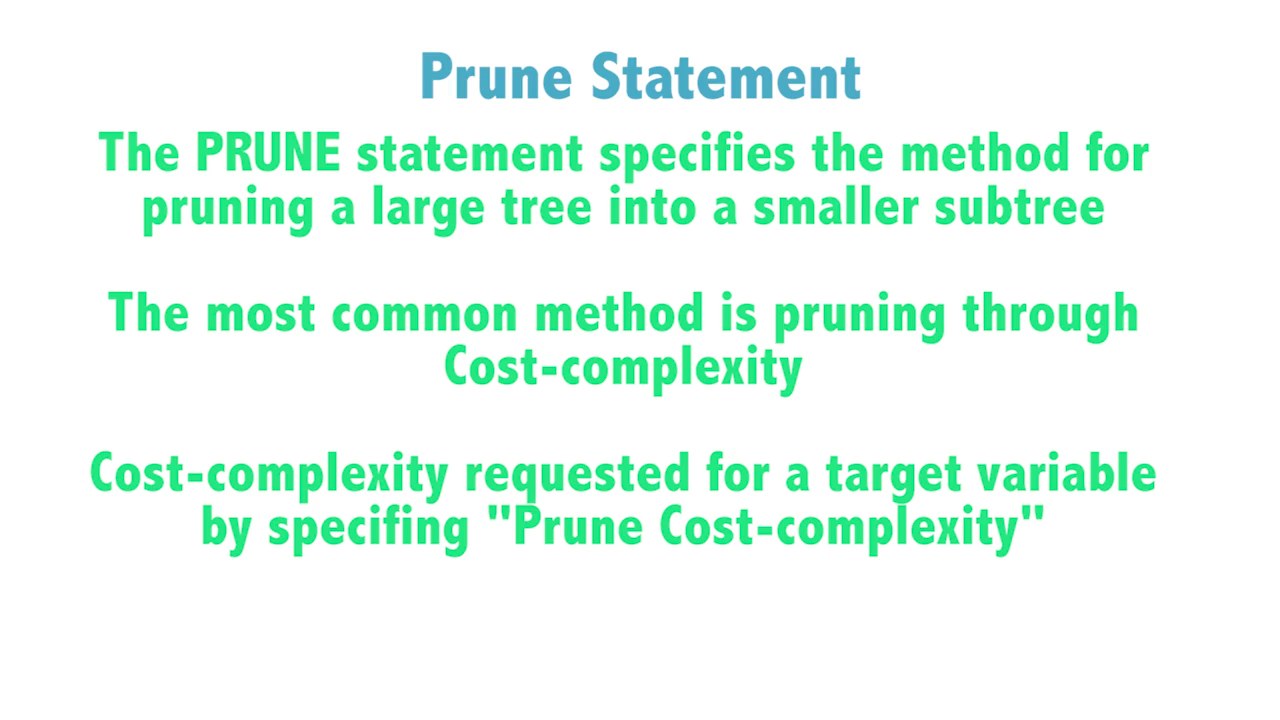 Prune Statement
The PRUNE statement specifies the method for
pruning a large tree into a smaller subtree
The most common method is pruning through
Cost-complexity
Cost-complexity requested for a target variable
by specifing "Prune Cost-complexity"